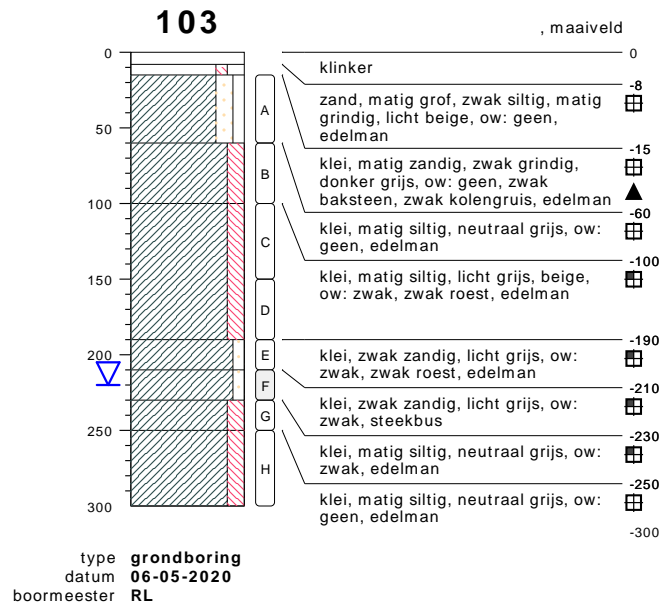 103
, maaiveld
0
50
100
150
200
250
300
A
B
C
D
E
F
G
H
0
klinker
-8
zand, matig grof, zwak siltig, matig
grindig, licht beige, ow: geen,
edelman
-15
klei, matig zandig, zwak grindig,
donker grijs, ow: geen, zwak
baksteen, zwak kolengruis, edelman
-60
klei, matig siltig, neutraal grijs, ow:
geen, edelman
-100
klei, matig siltig, licht grijs, beige,
ow: zwak, zwak roest, edelman
-190
klei, zwak zandig, licht grijs, ow:
zwak, zwak roest, edelman
-210
klei, zwak zandig, licht grijs, ow:
zwak, steekbus
-230
klei, matig siltig, neutraal grijs, ow:
zwak, edelman
-250
klei, matig siltig, neutraal grijs, ow:
geen, edelman
-300
type grondboring
datum 06-05-2020
boormeester RL